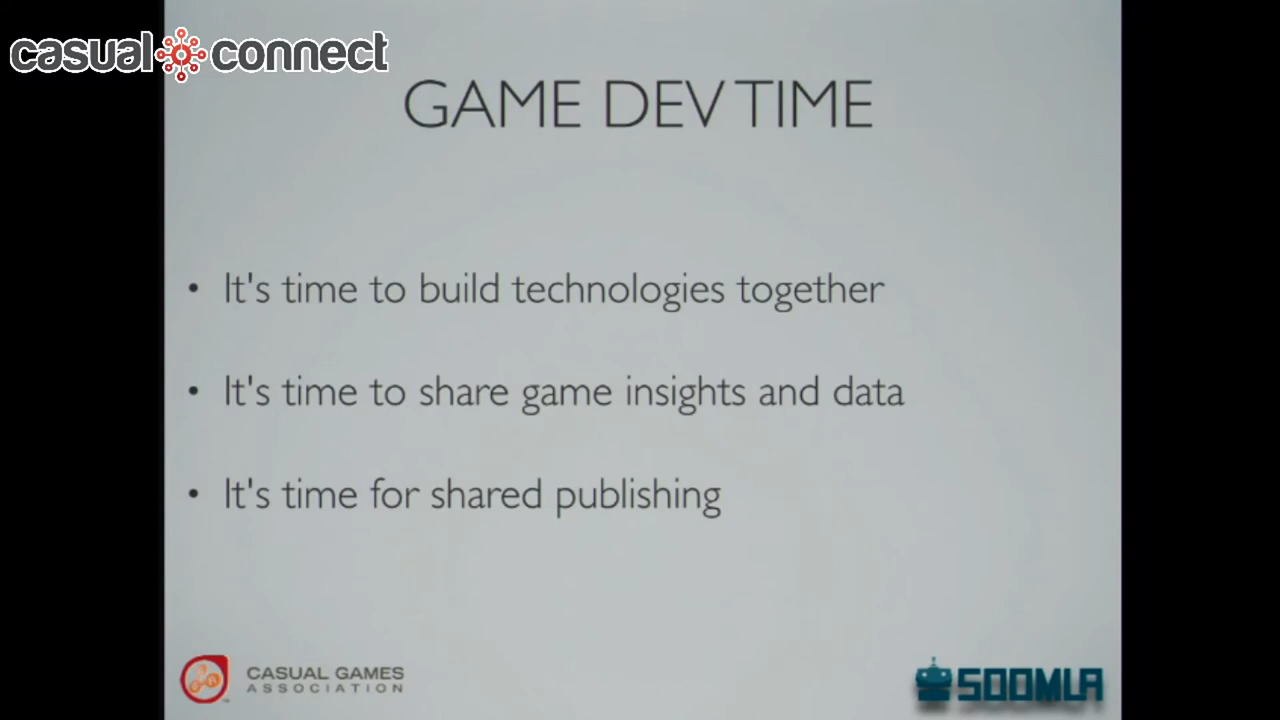 casual connect
GAME DEV TIME
• It's time to build technologies together
• It's time to share game insights and data
• It's time for shared publishing
CASUAL GAMES
ASSOCIATION
SOOMLA